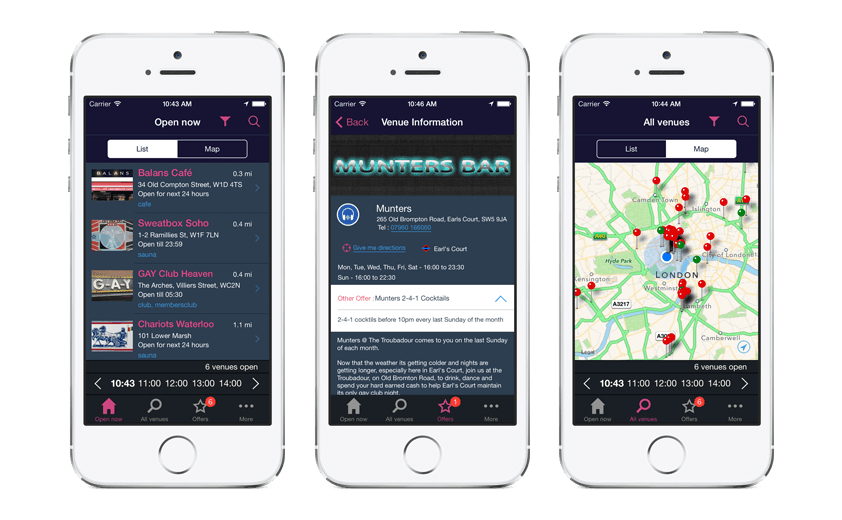 Carrier 10:43 AM
Open now
List Map
BALANS
Balans Café 0.3 mi
34 Old Compton Street, W1D 4TS
Open for next 24 hours
cafe
Sweatbox Soho 0.4 mi
1-2 Ramillies St, W1F 7LN
Open till 23:59
sauna
G-A-Y
GAY Club Heaven 0.4 mi
The Arches, Villiers Street, WC2N
Open till 05:30
club, membersclub
Chariots Waterloo 1.1 mi
101 Lower Marsh
Open for next 24 hours
sauna
6 venues open
10:43 11:00 12:00 13:00 14:00
6
Open now All venues Offers More
Carrier 10:46 AM
Back Venue Information
MUNTERS BAR
Munters
265 Old Brompton Road, Earls Court, SW5 9JA
Tel : 07960 166060
Give me directions Earl's Court
Mon, Tue, Wed, Thu, Fri, Sat - 16:00 to 23:30
Sun - 16:00 to 22:30
Other Offer : Munters 2-4-1 Cocktails
2-4-1 cocktils before 10pm every last Sunday of the month
Munters @ The Troubadour comes to you on the last Sunday
of each month.
Now that the weather its getting colder and nights are
getting longer, especially here in Earl's Court, join us at the
Troubadour, on Old Bromton Road, to drink, dance and
spend your hard earned cash to help Earl's Court maintain
its only gay club night.
1
Open now All venues Offers More
Carrier 10:44 AM
All venues
List Map
Camden Town
Islington
Hyde Park
City of London
Kensington
LONDON
Westminster
A3217
Lambeth
Camberwell
Legal
6 venues open
10:43 11:00 12:00 13:00 14:00
6
Open now All venues Offers More